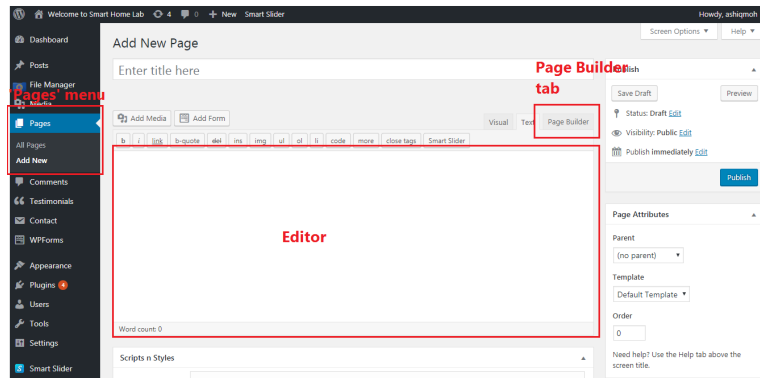 Welcome to Smart Home Lab 4 0 + New Smart Slider Howdy, ashiqmoh
Screen Options ▼ Help ▼
Dashboard
Posts
File Manager
'Pages' menu
Media
Pages
All Pages
Add New
Comments
Testimonials
Contact
WPForms
Appearance
Plugins 4
Users
Tools
Settings
Smart Slider
Add New Page
Enter title here
Page Builder
tab
Add Media Add Form
Visual Text Page Builder
b i link b-quote del ins img ul ol li code more close tags Smart Slider
Editor
Word count: 0
Scripts n Styles
Save Draft Preview
Status: Draft Edit
Visibility: Public Edit
Publish immediately Edit
Publish
Page Attributes
Parent
(no parent)
Template
Default Template
Order
0
Need help? Use the Help tab above the
screen title.